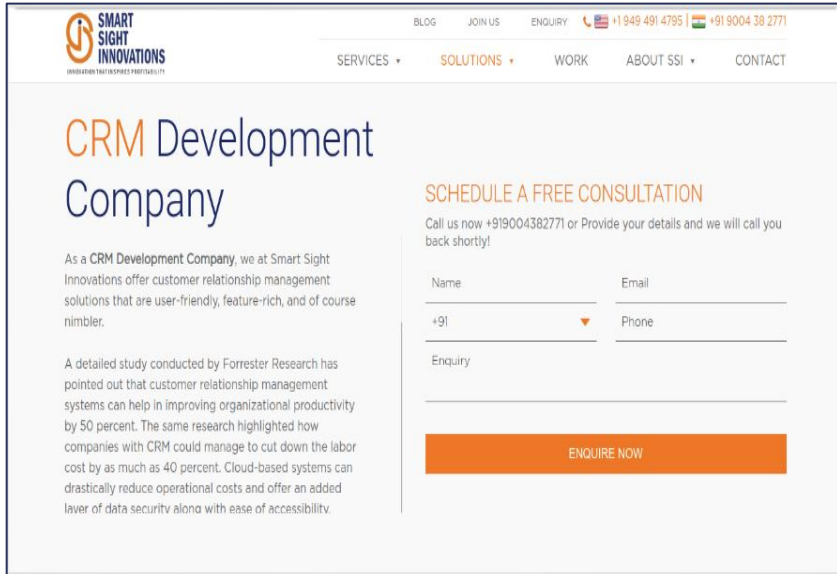 SMART
SIGHT
INNOVATIONS
INNOVATION THAT INSPIRES PROFITABILITY
BLOG JOIN US ENQUIRY +1 949 491 4795 | +91 9004 38 2771
SERVICES SOLUTIONS WORK ABOUT SSI CONTACT
CRM Development
Company
As a CRM Development Company, we at Smart Sight
Innovations offer customer relationship management
solutions that are user-friendly, feature-rich, and of course
nimbler.
A detailed study conducted by Forrester Research has
pointed out that customer relationship management
systems can help in improving organizational productivity
by 50 percent. The same research highlighted how
companies with CRM could manage to cut down the labor
cost by as much as 40 percent. Cloud-based systems can
drastically reduce operational costs and offer an added
layer of data security along with ease of accessibility.
SCHEDULE A FREE CONSULTATION
Call us now +919004382771 or Provide your details and we will call you
back shortly!
Name Email
+91 Phone
Enquiry
ENQUIRE NOW